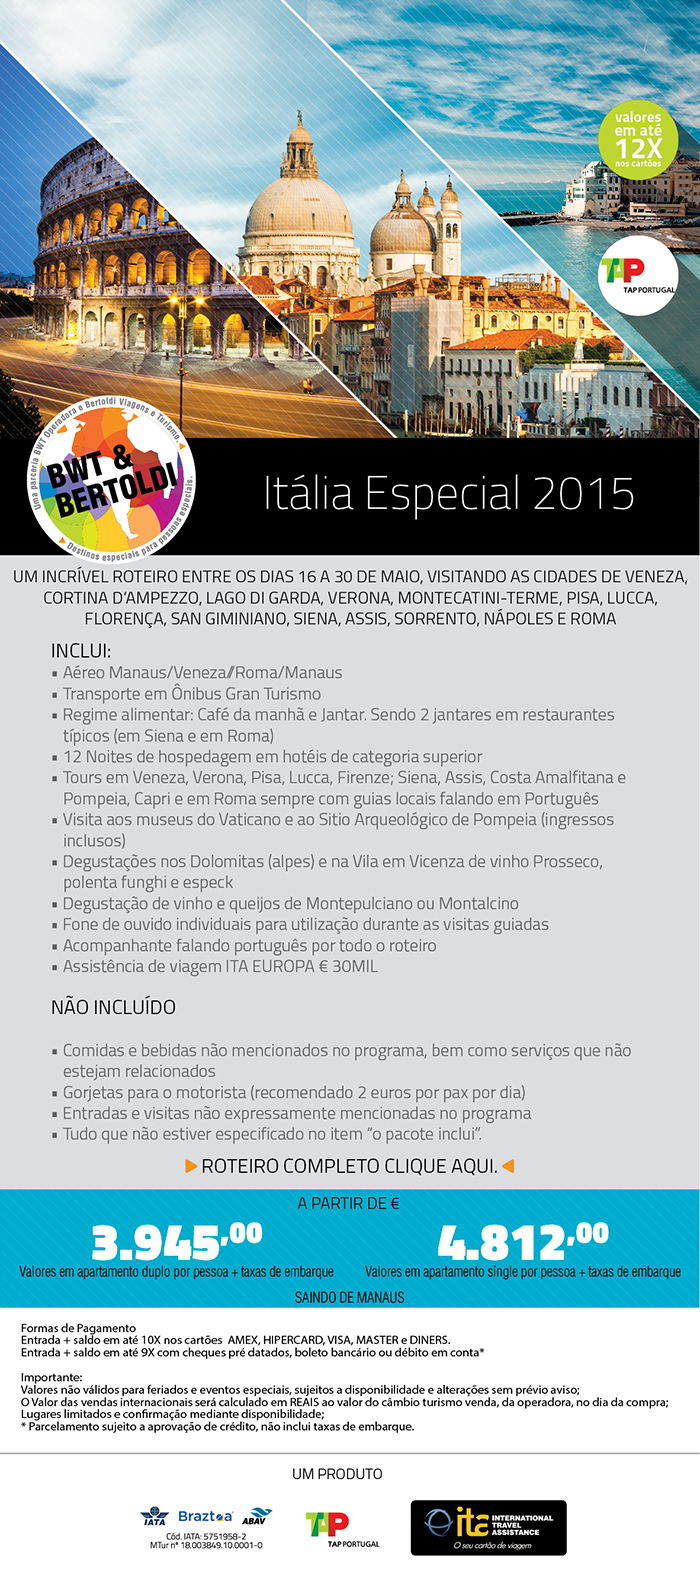 valores
em até
12X
nos cartões
TAP
TAP PORTUGAL
Uma parceria BWT Operadora e Bertoldi Viagens e Turismo.
BWT &
BERTOLDI
Destinos especiais para pessoas especiais.
Itália Especial 2015
UM INCRÍVEL ROTEIRO ENTRE OS DIAS 16 A 30 DE MAIO, VISITANDO AS CIDADES DE VENEZA,
CORTINA D'AMPEZZO, LAGO DI GARDA, VERONA, MONTECATINI-TERME, PISA, LUCCA,
FLORENÇA, SAN GIMINIANO, SIENA, ASSIS, SORRENTO, NÁPOLES E ROMA
INCLUI:
▪ Aéreo Manaus/Veneza//Roma/Manaus
▪ Transporte em Ônibus Gran Turismo
▪ Regime alimentar: Café da manhã e Jantar. Sendo 2 jantares em restaurantes
típicos (em Siena e em Roma)
▪ 12 Noites de hospedagem em hotéis de categoria superior
▪ Tours em Veneza, Verona, Pisa, Lucca, Firenze; Siena, Assis, Costa Amalfitana e
Pompeia, Capri e em Roma sempre com guias locais falando em Português
▪ Visita aos museus do Vaticano e ao Sitio Arqueológico de Pompeia (ingressos
inclusos)
▪ Degustações nos Dolomitas (alpes) e na Vila em Vicenza de vinho Prosseco,
polenta funghi e especk
▪ Degustação de vinho e queijos de Montepulciano ou Montalcino
▪ Fone de ouvido individuais para utilização durante as visitas guiadas
▪ Acompanhante falando português por todo o roteiro
▪ Assistência de viagem ITA EUROPA € 30MIL
NÃO INCLUÍDO
▪ Comidas e bebidas não mencionados no programa, bem como serviços que não
estejam relacionados
▪ Gorjetas para o motorista (recomendado 2 euros por pax por dia)
▪ Entradas e visitas não expressamente mencionadas no programa
▪ Tudo que não estiver especificado no item "o pacote inclui".
ROTEIRO COMPLETO CLIQUE AQUI.
A PARTIR DE €
3.945,00 4.812,00
Valores em apartamento duplo por pessoa + taxas de embarque Valores em apartamento single por pessoa + taxas de embarque
SAINDO DE MANAUS
Formas de Pagamento
Entrada + saldo em até 10X nos cartões AMEX, HIPERCARD, VISA, MASTER e DINERS.
Entrada + saldo em até 9X com cheques pré datados, boleto bancário ou débito em conta*
Importante:
Valores não válidos para feriados e eventos especiais, sujeitos a disponibilidade e alterações sem prévio aviso;
O Valor das vendas internacionais será calculado em REAIS ao valor do câmbio turismo venda, da operadora, no dia da compra;
Lugares limitados e confirmação mediante disponibilidade;
* Parcelamento sujeito a aprovação de crédito, não inclui taxas de embarque.
UM PRODUTO
IATA Braztoa ABAV
Cód. IATA: 5751958-2
MTur nº 18.003849.10.0001-0
TAP
TAP PORTUGAL
ita INTERNATIONAL
TRAVEL
ASSISTANCE
O seu cartão de viagem